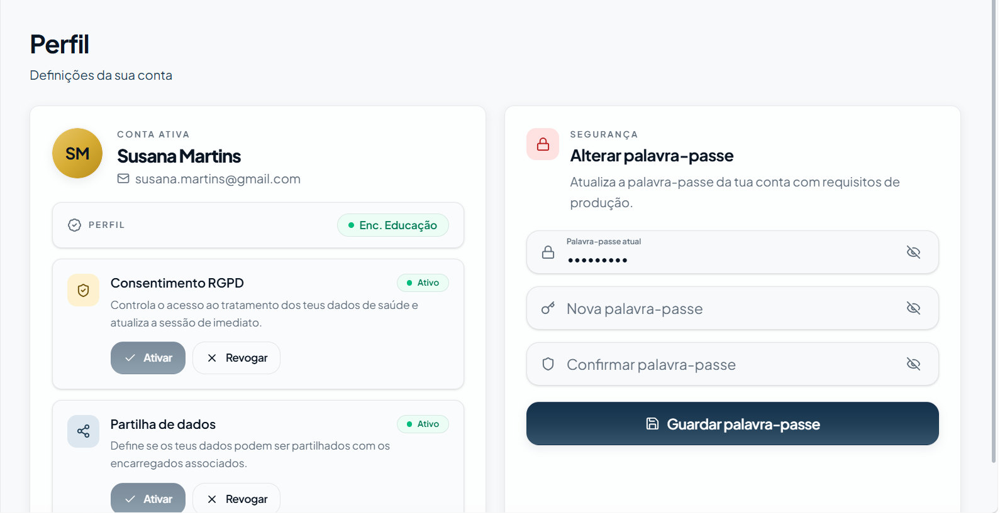 Perfil
Definições da sua conta
SM
CONTA ATIVA
Susana Martins
susana.martins@gmail.com
PERFIL
Enc. Educação
Consentimento RGPD
Ativo
Controla o acesso ao tratamento dos teus dados de saúde e
atualiza a sessão de imediato.
Ativar
Revogar
Partilha de dados
Ativo
Define se os teus dados podem ser partilhados com os
encarregados associados.
Ativar
Revogar
SEGURANÇA
Alterar palavra-passe
Atualiza a palavra-passe da tua conta com requisitos de
produção.
Palavra-passe atual
•••••••••
Nova palavra-passe
Confirmar palavra-passe
Guardar palavra-passe